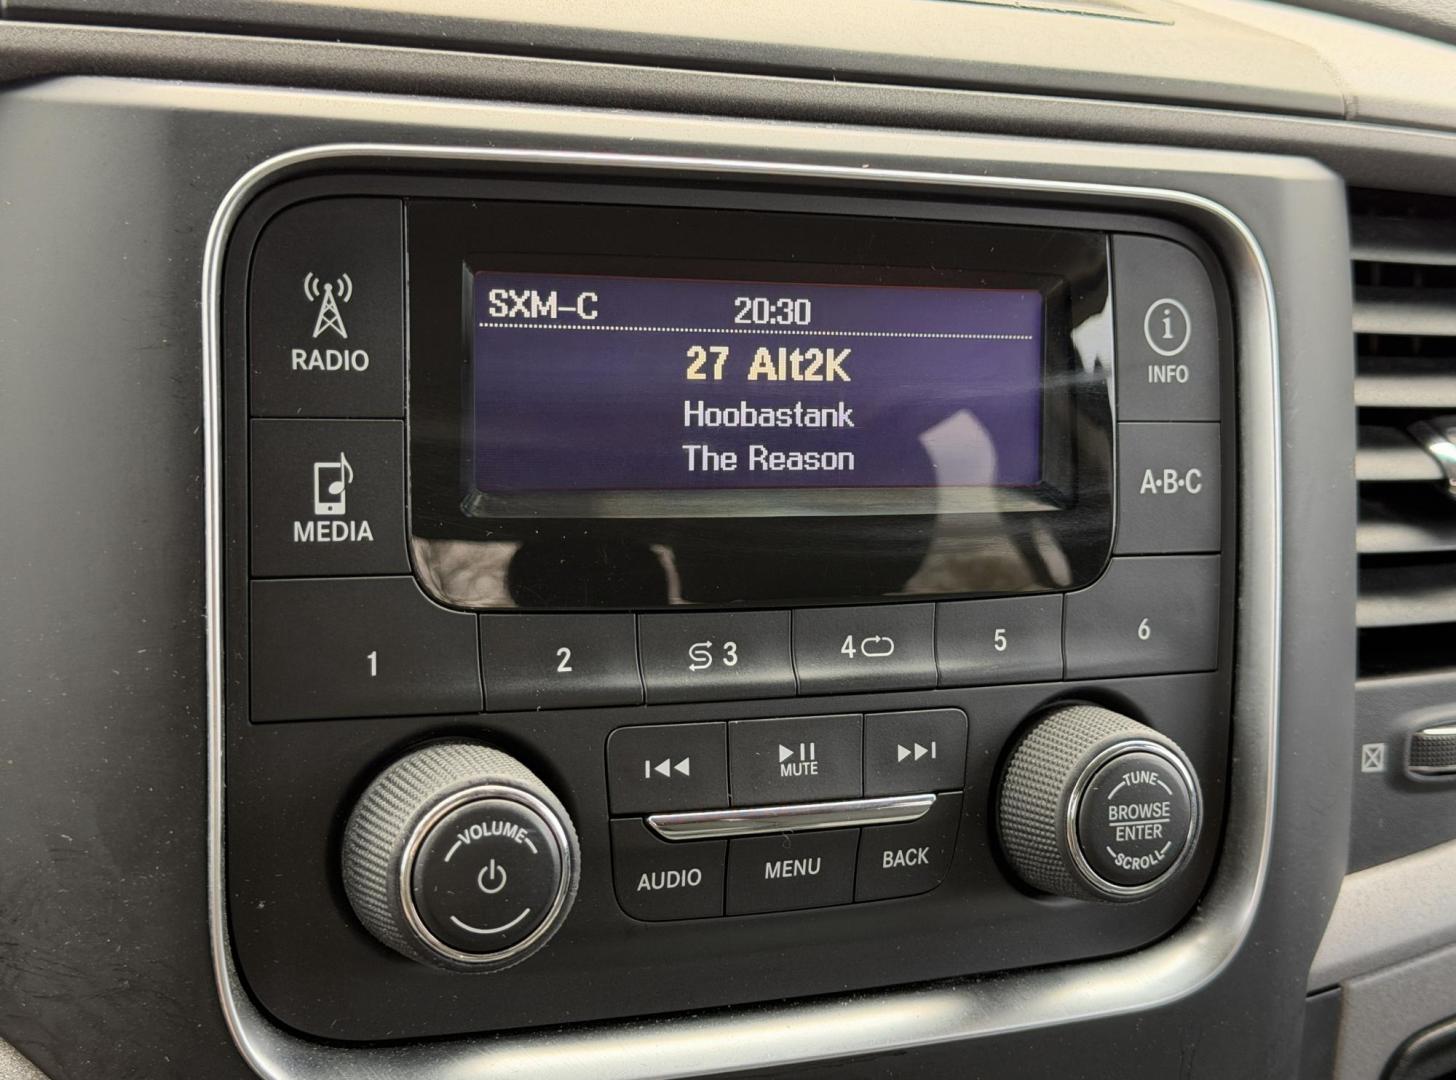 SXM-C 20:30
27 Alt2K
Hoobastank
The Reason
RADIO
MEDIA
INFO
A·B·C
1 2 3 4 5 6
MUTE
AUDIO MENU BACK
VOLUME
TUNE
BROWSE
ENTER
SCROLL